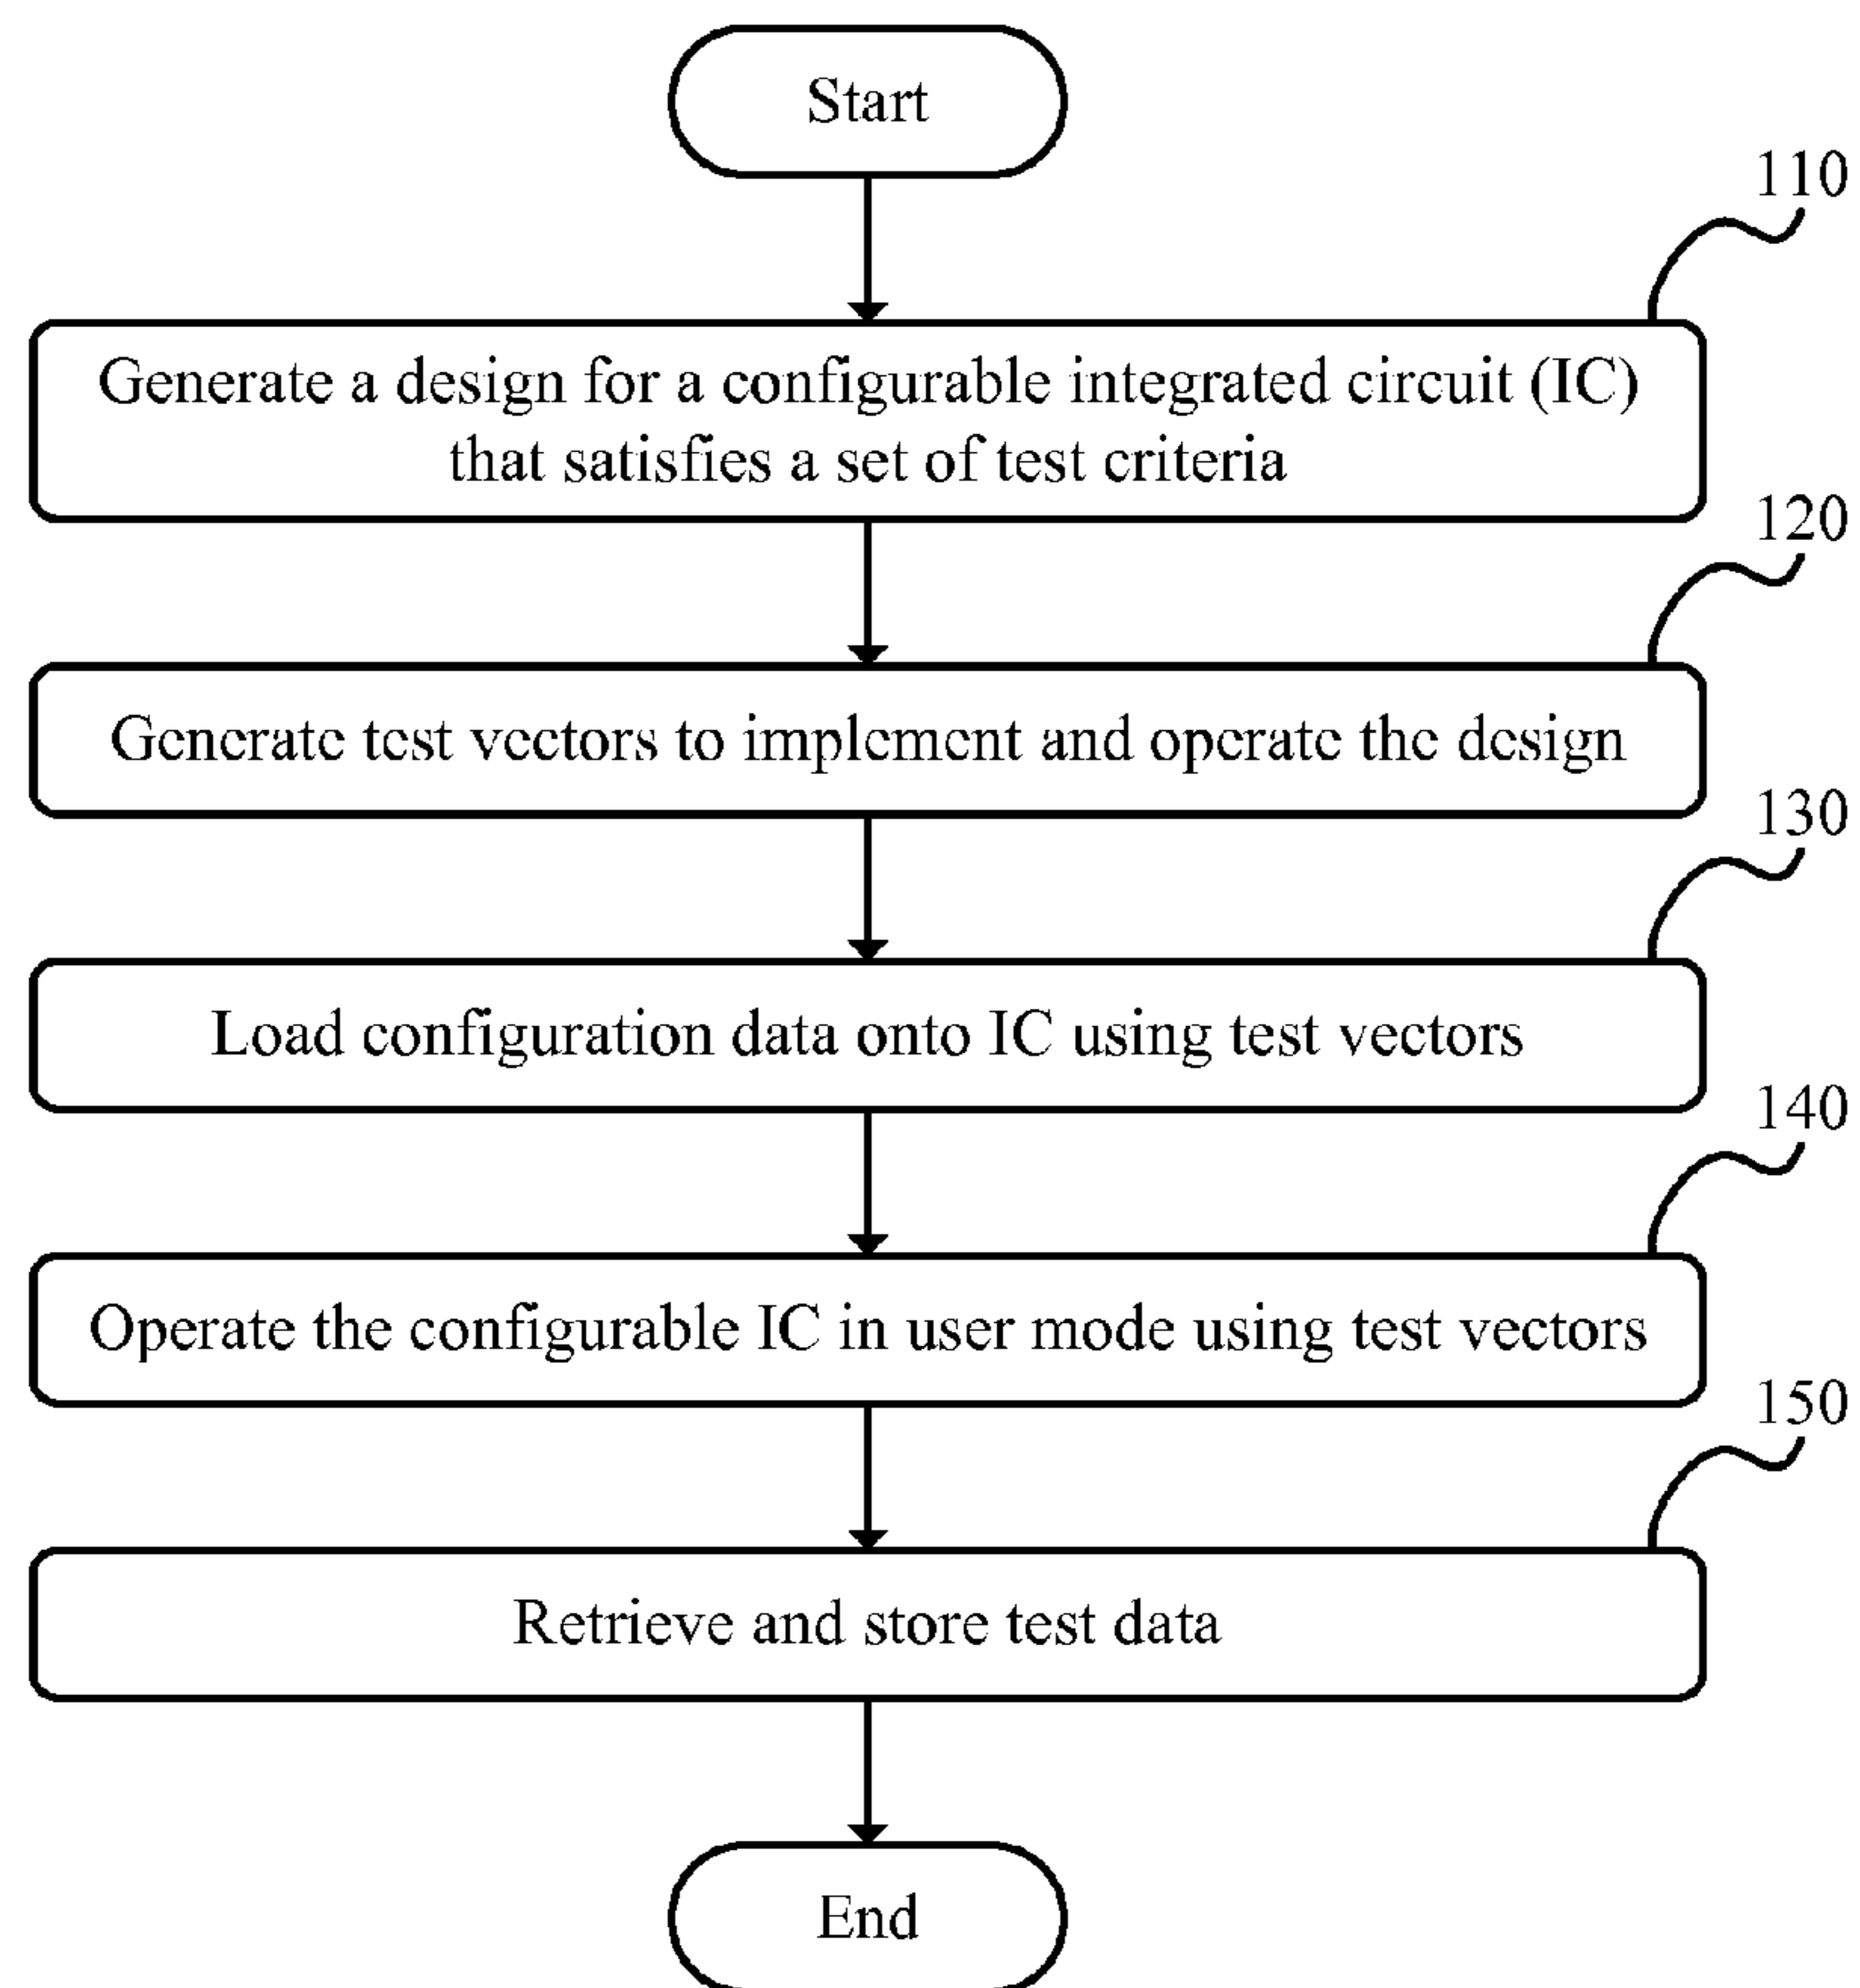 Start
110
Generate a design for a configurable integrated circuit (IC)
that satisfies a set of test criteria
120
Generate test vectors to implement and operate the design
130
Load configuration data onto IC using test vectors
140
Operate the configurable IC in user mode using test vectors
150
Retrieve and store test data
End